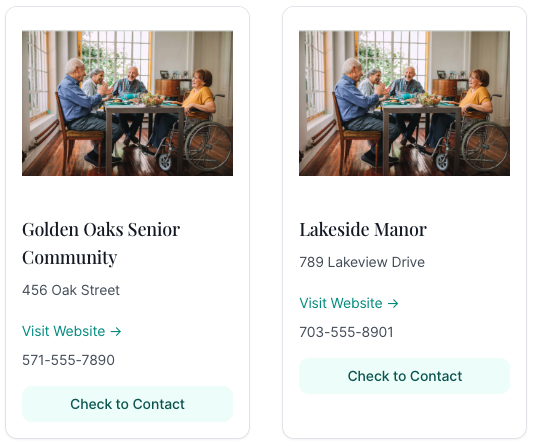 Golden Oaks Senior
Community
456 Oak Street
Visit Website →
571-555-7890
Check to Contact
Lakeside Manor
789 Lakeview Drive
Visit Website →
703-555-8901
Check to Contact